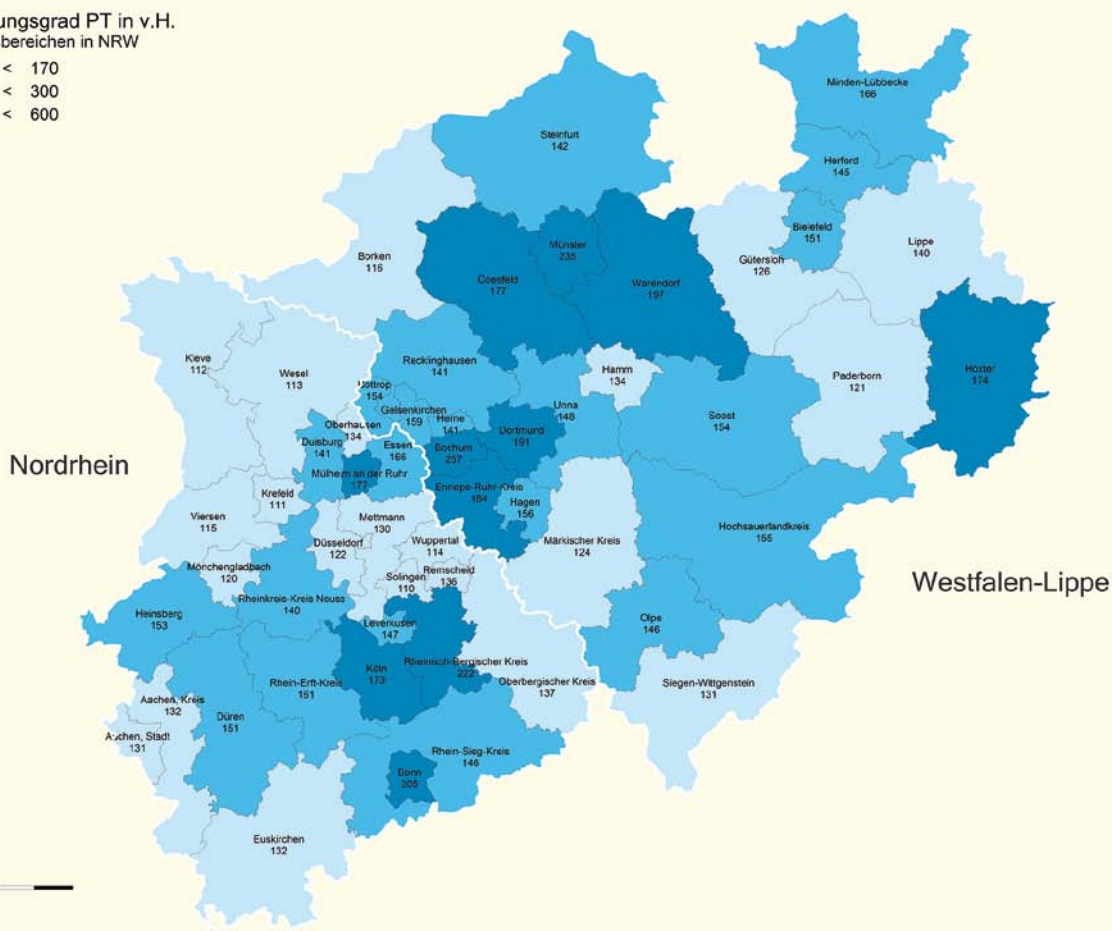 ungsgrad PT in v.H.
bereichen in NRW
< 170
< 300
< 600
Minden-Lübbecke
166
Steinfurt
142
Herford
145
Bielefeld
151
Lippe
140
Gütersloh
126
Münster
235
Borken
116
Coesfeld
177
Warendorf
197
Höxter
174
Paderborn
121
Kleve
112
Wesel
113
Recklinghausen
141
Hamm
134
Bottrop
154
Gelsenkirchen
159
Herne
141
Unna
148
Soest
154
Oberhausen
134
Dortmund
191
Duisburg
141
Essen
166
Bochum
257
Nordrhein
Mülheim an der Ruhr
177
Ennepe-Ruhr-Kreis
184
Krefeld
111
Hagen
156
Viersen
115
Mettmann
130
Hochsauerlandkreis
155
Düsseldorf
122
Wuppertal
114
Märkischer Kreis
124
Mönchengladbach
120
Solingen
110
Remscheid
136
Westfalen-Lippe
Rheinkreis-Kreis Neuss
140
Heinsberg
153
Leverkusen
147
Olpe
146
Köln
173
Rheinisch-Bergischer Kreis
222
Oberbergischer Kreis
137
Siegen-Wittgenstein
131
Rhein-Erft-Kreis
151
Aachen, Kreis
132
Düren
151
Aachen, Stadt
131
Rhein-Sieg-Kreis
146
Bonn
205
Euskirchen
132